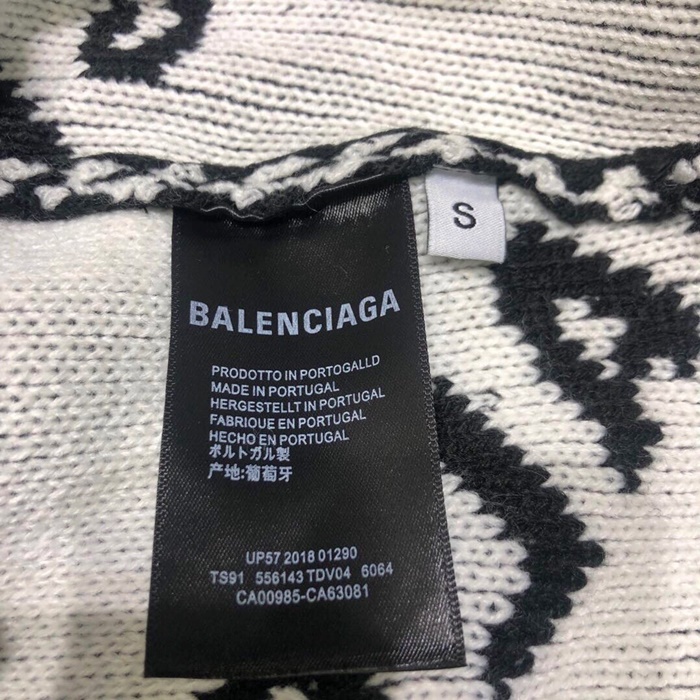 S
BALENCIAGA
PRODOTTO IN PORTOGALLD
MADE IN PORTUGAL
HERGESTELLT IN PORTUGAL
FABRIQUE EN PORTUGAL
HECHO EN PORTUGAL
ポルトガル製
产地:葡萄牙
UP57 2018 01290
TS91 556143 TDV04 6064
CA00985-CA63081